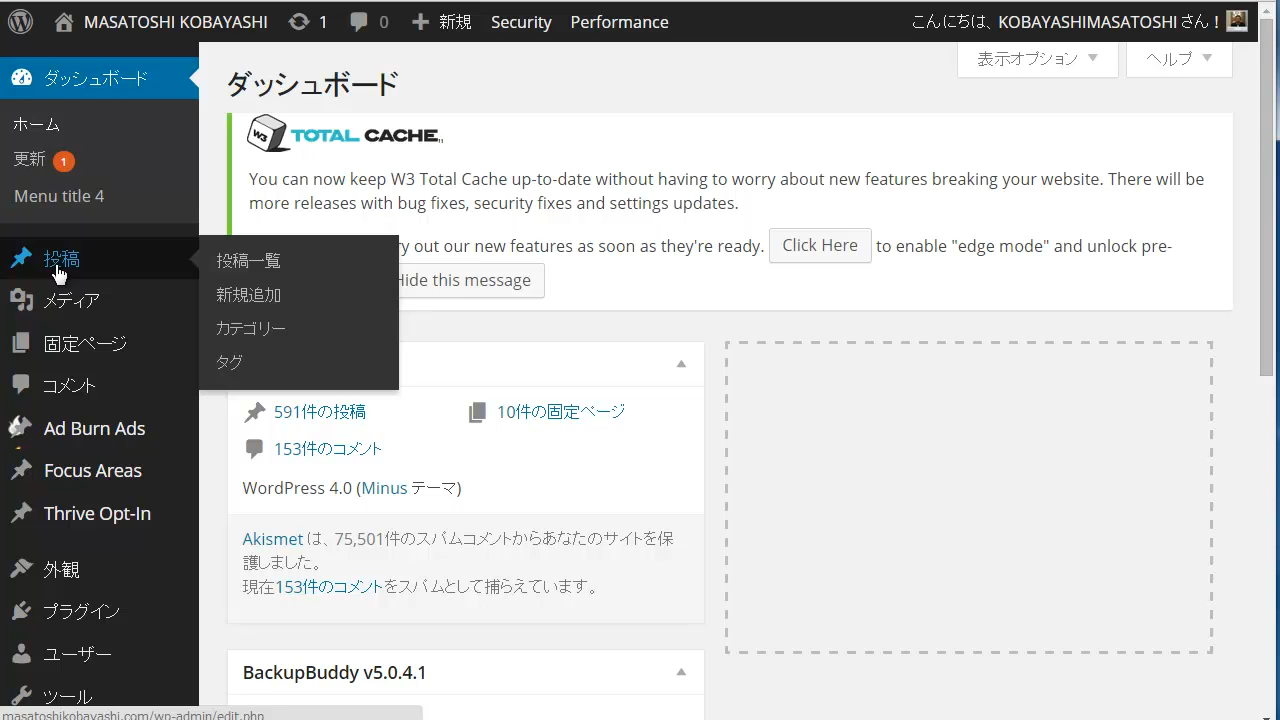 MASATOSHI KOBAYASHI 1 0 新規 Security Performance こんにちは、KOBAYASHIMASATOSHI さん！
ダッシュボード
ホーム
更新 1
Menu title 4
投稿
メディア
固定ページ
コメント
Ad Burn Ads
Focus Areas
Thrive Opt-In
外観
プラグイン
ユーザー
ツール
投稿一覧
新規追加
カテゴリー
タグ
表示オプション ヘルプ
ダッシュボード
W3 TOTAL CACHE
You can now keep W3 Total Cache up-to-date without having to worry about new features breaking your website. There will be
more releases with bug fixes, security fixes and settings updates.
ry out our new features as soon as they're ready. Click Here to enable "edge mode" and unlock pre-
Hide this message
591件の投稿 10件の固定ページ
153件のコメント
WordPress 4.0 (Minus テーマ)
Akismet は、75,501件のスパムコメントからあなたのサイトを保
護しました。
現在153件のコメントをスパムとして捕らえています。
BackupBuddy v5.0.4.1
masatoshikobayashi.com/wp-admin/edit.php